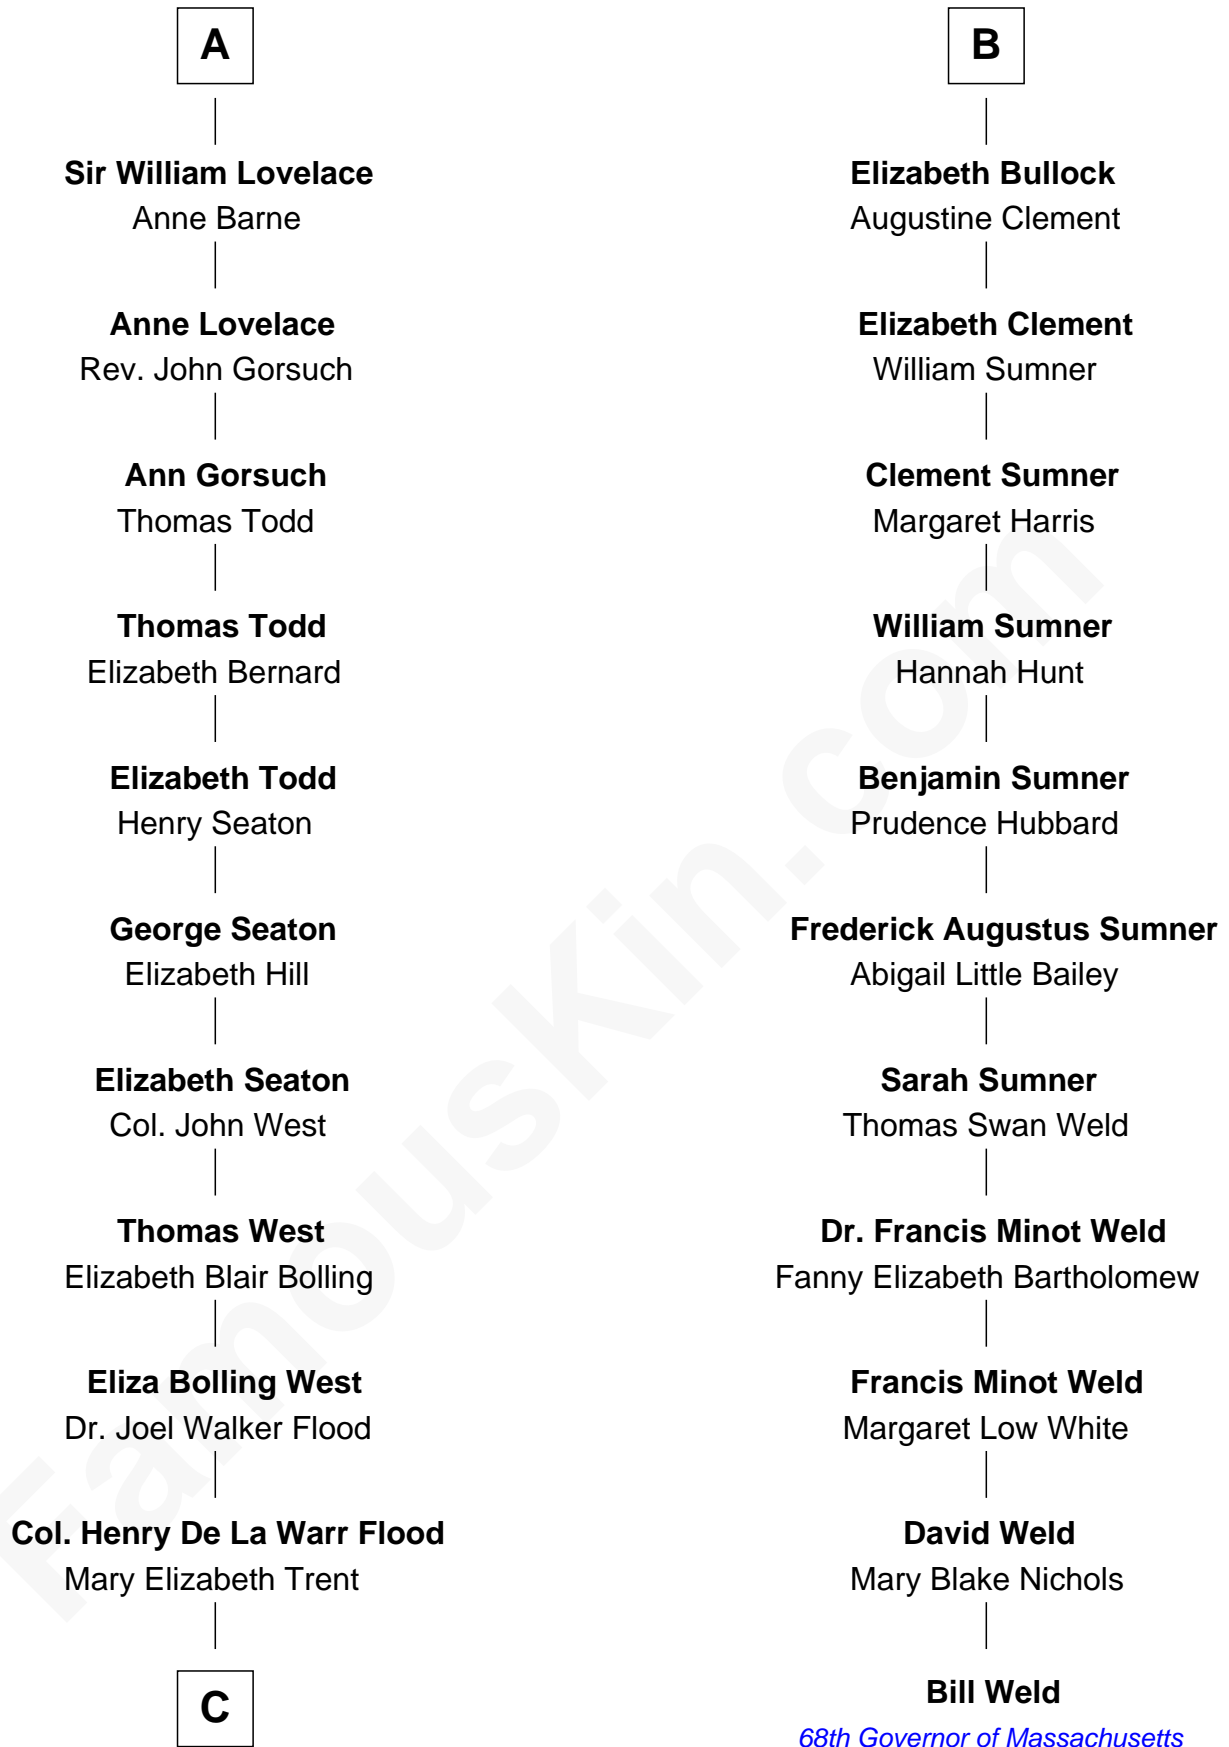 A
Sir William Lovelace
Anne Barne
Anne Lovelace
Rev. John Gorsuch
Ann Gorsuch
Thomas Todd
Thomas Todd
Elizabeth Bernard
Elizabeth Todd
Henry Seaton
George Seaton
Elizabeth Hill
Elizabeth Seaton
Col. John West
Thomas West
Elizabeth Blair Bolling
Eliza Bolling West
Dr. Joel Walker Flood
Col. Henry De La Warr Flood
Mary Elizabeth Trent
C
B
Elizabeth Bullock
Augustine Clement
Elizabeth Clement
William Sumner
Clement Sumner
Margaret Harris
William Sumner
Hannah Hunt
Benjamin Sumner
Prudence Hubbard
Frederick Augustus Sumner
Abigail Little Bailey
Sarah Sumner
Thomas Swan Weld
Dr. Francis Minot Weld
Fanny Elizabeth Bartholomew
Francis Minot Weld
Margaret Low White
David Weld
Mary Blake Nichols
Bill Weld
68th Governor of Massachusetts
FamousKin.com